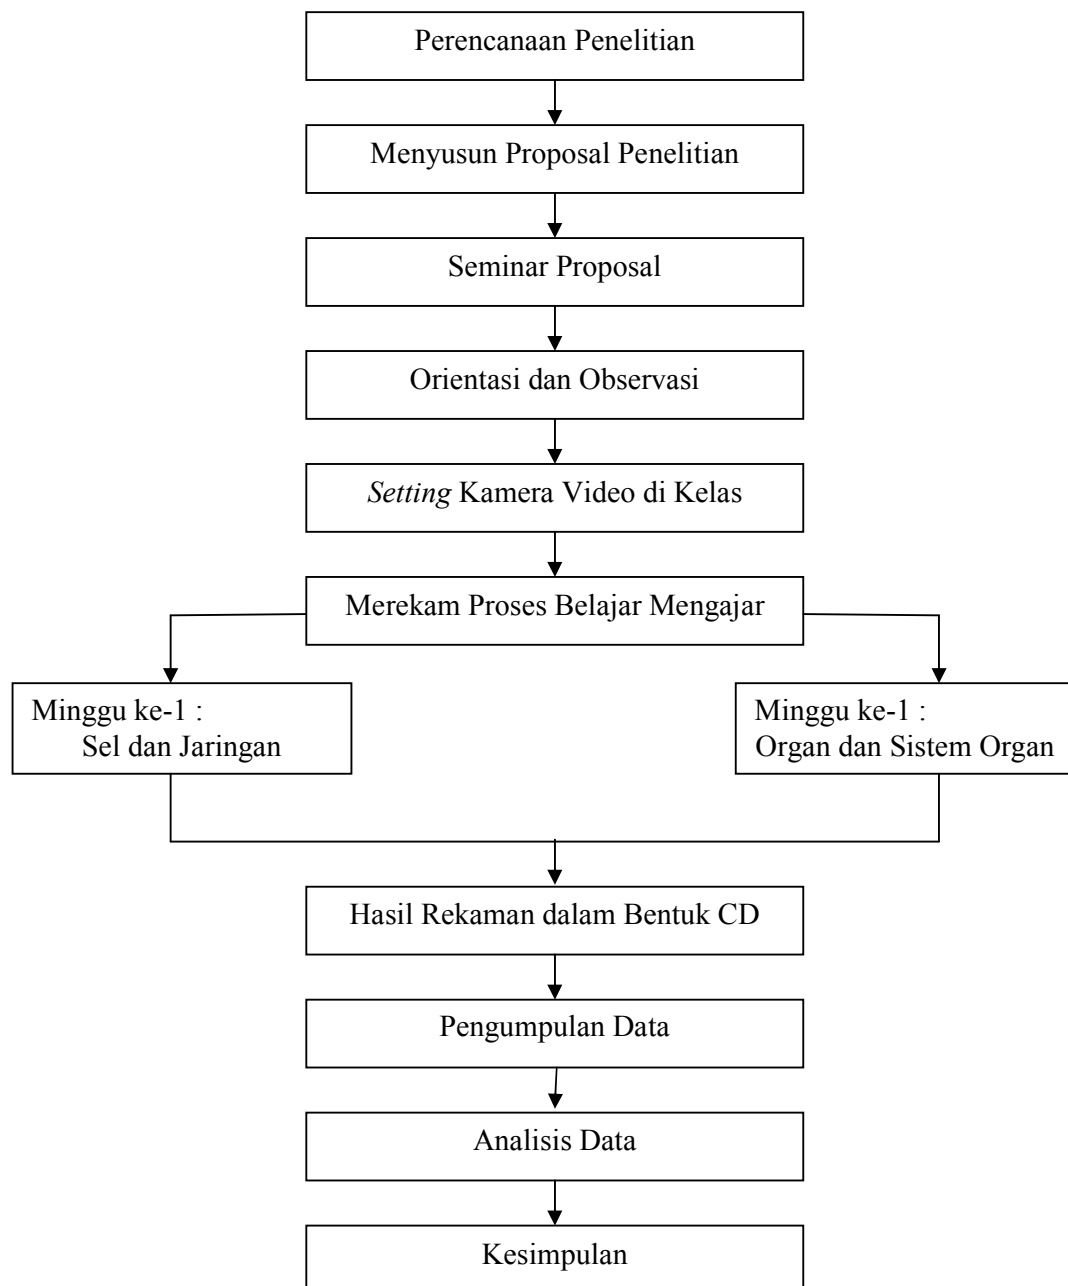 Perencanaan Penelitian
Menyusun Proposal Penelitian
Seminar Proposal
Orientasi dan Observasi
Setting Kamera Video di Kelas
Merekam Proses Belajar Mengajar
Minggu ke-1 :
Sel dan Jaringan
Minggu ke-1 :
Organ dan Sistem Organ
Hasil Rekaman dalam Bentuk CD
Pengumpulan Data
Analisis Data
Kesimpulan